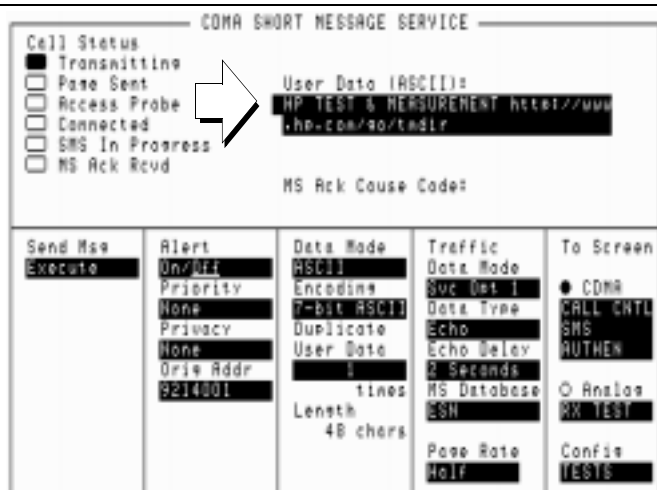 CDMA SHORT MESSAGE SERVICE
Call Status
Transmitting
Page Sent
Access Probe
Connected
SMS In Progress
MS Ack Rcvd
User Data (ASCII):
HP TEST & MEASUREMENT http://www
.hp.com/go/tmdir
MS Ack Cause Code:
Send Msg
Execute
Alert
On/Off
Priority
None
Privacy
None
Orig Addr
9214001
Data Mode
ASCII
Encoding
7-bit ASCII
Duplicate
User Data
1
times
Length
48 chars
Traffic
Data Mode
Svc Opt 1
Data Type
Echo
Echo Delay
2 Seconds
MS Database
ESN
Page Rate
Half
To Screen
CDMA
CALL CNTL
SMS
AUTHEN
Analog
RX TEST
Config
TESTS